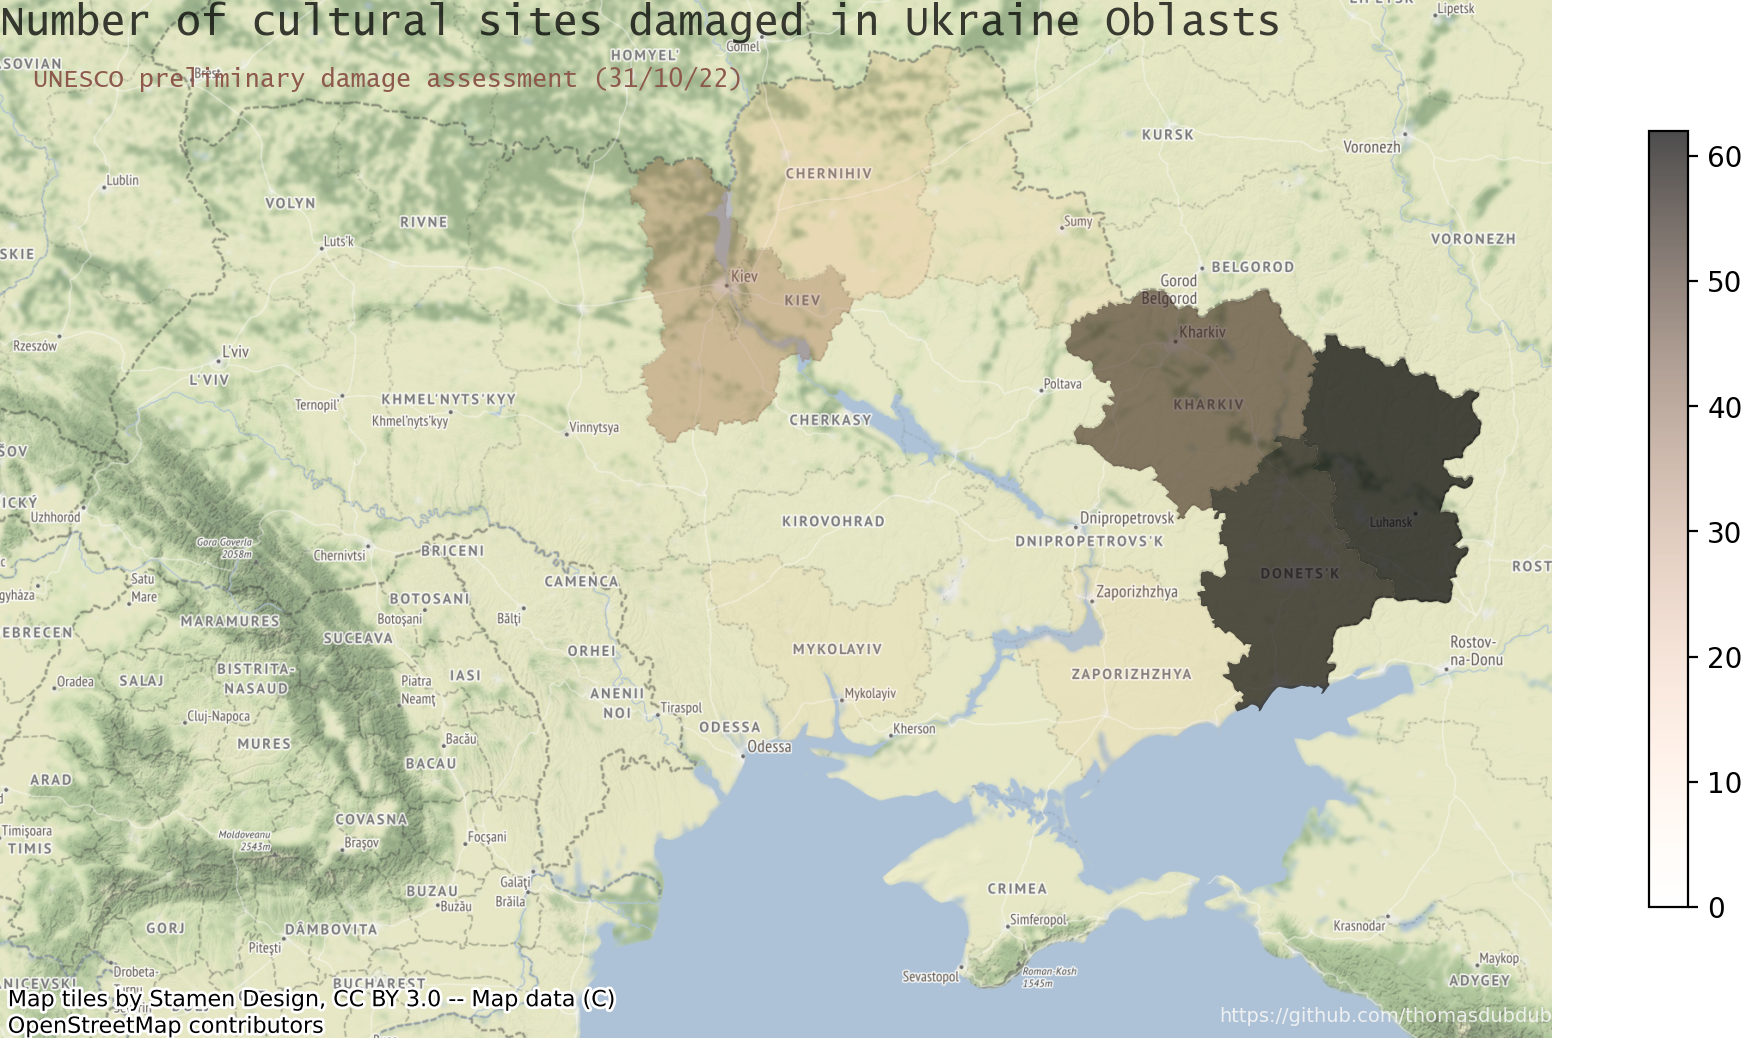 Number of cultural sites damaged in Ukraine Oblasts
UNESCO preliminary damage assessment (31/10/22)
LIPETSK
Lipetsk
HOMYEL'
Gomel
Brest
KURSK
Voronezh
Lublin
CHERNIHIV
VOLYN
RIVNE
Sumy
Luts'k
VORONEZH
SKIE
BELGOROD
Kiev
Gorod
Belgorod
KIEV
Kharkiv
Rzeszów
L'viv
L'VIV
Poltava
KHMEL'NYTS'KYY
Ternopil'
KHARKIV
Khmel'nyts'kyy
CHERKASY
Vinnytsya
ŠOV
ICKÝ
Uzhhorod
KIROVOHRAD
Dnipropetrovsk
Luhansk
DNIPROPETROVS'K
Gora Goverla
2058m
Chernivtsi
BRICENI
ROST
DONETS'K
CAMENCA
Satu
Mare
gyháza
BOTOSANI
Zaporizhzhya
Botoşani
Bălţi
MARAMURES
EBRECEN
SUCEAVA
ORHEI
MYKOLAYIV
Rostov-
na-Donu
BISTRITA-
NASAUD
SALAJ
IASI
ZAPORIZHZHYA
Oradea
Piatra
Neamţ
ANENII
NOI
Mykolayiv
Cluj-Napoca
Tiraspol
ODESSA
Kherson
MURES
Bacău
Odessa
BACĂU
ARAD
COVASNA
Timişoara
TIMIS
Moldoveanu
2543m
Braşov
Focşani
BUZAU
Galaţi
Brăila
Buzău
CRIMEA
GORJ
DÂMBOVITA
Piteşti
Simferopol
Krasnodar
Drobeta-
Sevastopol
Roman-Kosh
1545m
Maykop
ADYGEY
BUCHAREST
Map tiles by Stamen Design, CC BY 3.0 -- Map data (C)
OpenStreetMap contributors
https://github.com/thomasdubdub
60
50
40
30
20
10
0